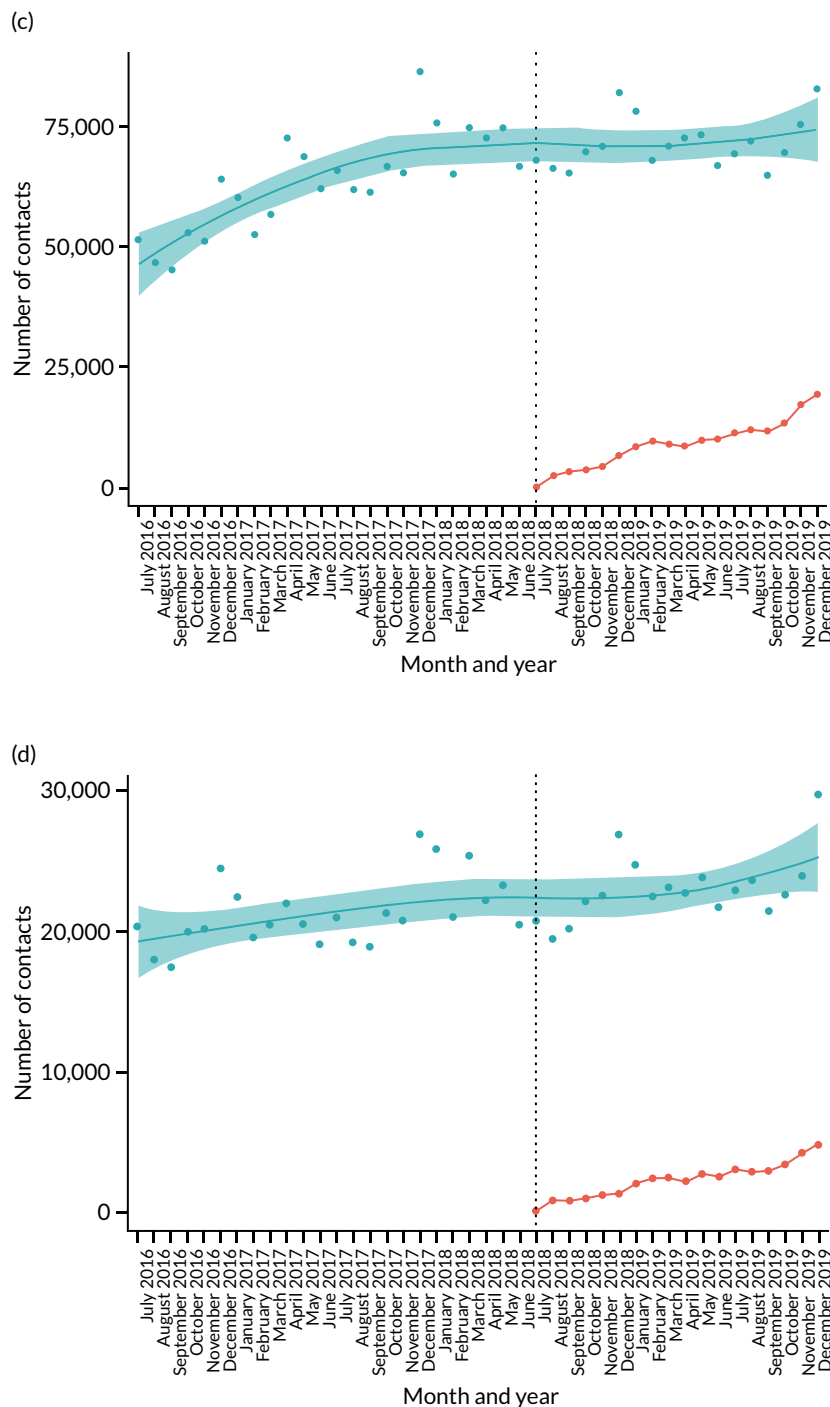 (c)
75,000
50,000
25,000
0
Number of contacts
July 2016
August 2016
September 2016
October 2016
November 2016
December 2016
January 2017
February 2017
March 2017
April 2017
May 2017
June 2017
July 2017
August 2017
September 2017
October 2017
November 2017
December 2017
January 2018
February 2018
March 2018
April 2018
May 2018
June 2018
July 2018
August 2018
September 2018
October 2018
November 2018
December 2018
January 2019
February 2019
March 2019
April 2019
May 2019
June 2019
July 2019
August 2019
September 2019
October 2019
November 2019
December 2019
Month and year
(d)
30,000
20,000
10,000
0
Number of contacts
July 2016
August 2016
September 2016
October 2016
November 2016
December 2016
January 2017
February 2017
March 2017
April 2017
May 2017
June 2017
July 2017
August 2017
September 2017
October 2017
November 2017
December 2017
January 2018
February 2018
March 2018
April 2018
May 2018
June 2018
July 2018
August 2018
September 2018
October 2018
November 2018
December 2018
January 2019
February 2019
March 2019
April 2019
May 2019
June 2019
July 2019
August 2019
September 2019
October 2019
November 2019
December 2019
Month and year